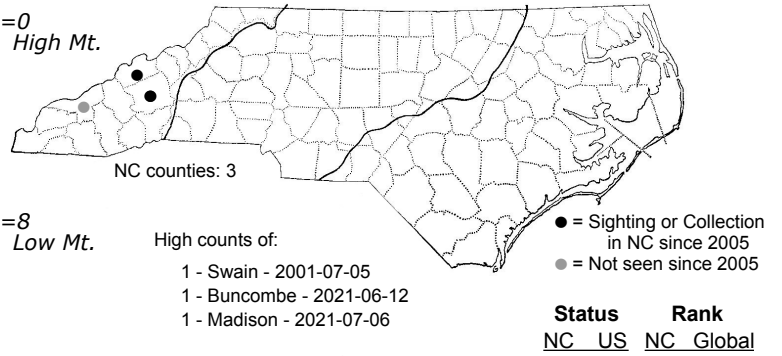 =0
High Mt.
NC counties: 3
=8
Low Mt.
High counts of:
1 - Swain - 2001-07-05
1 - Buncombe - 2021-06-12
1 - Madison - 2021-07-06
= Sighting or Collection
in NC since 2005
= Not seen since 2005
Status Rank
NC US NC Global